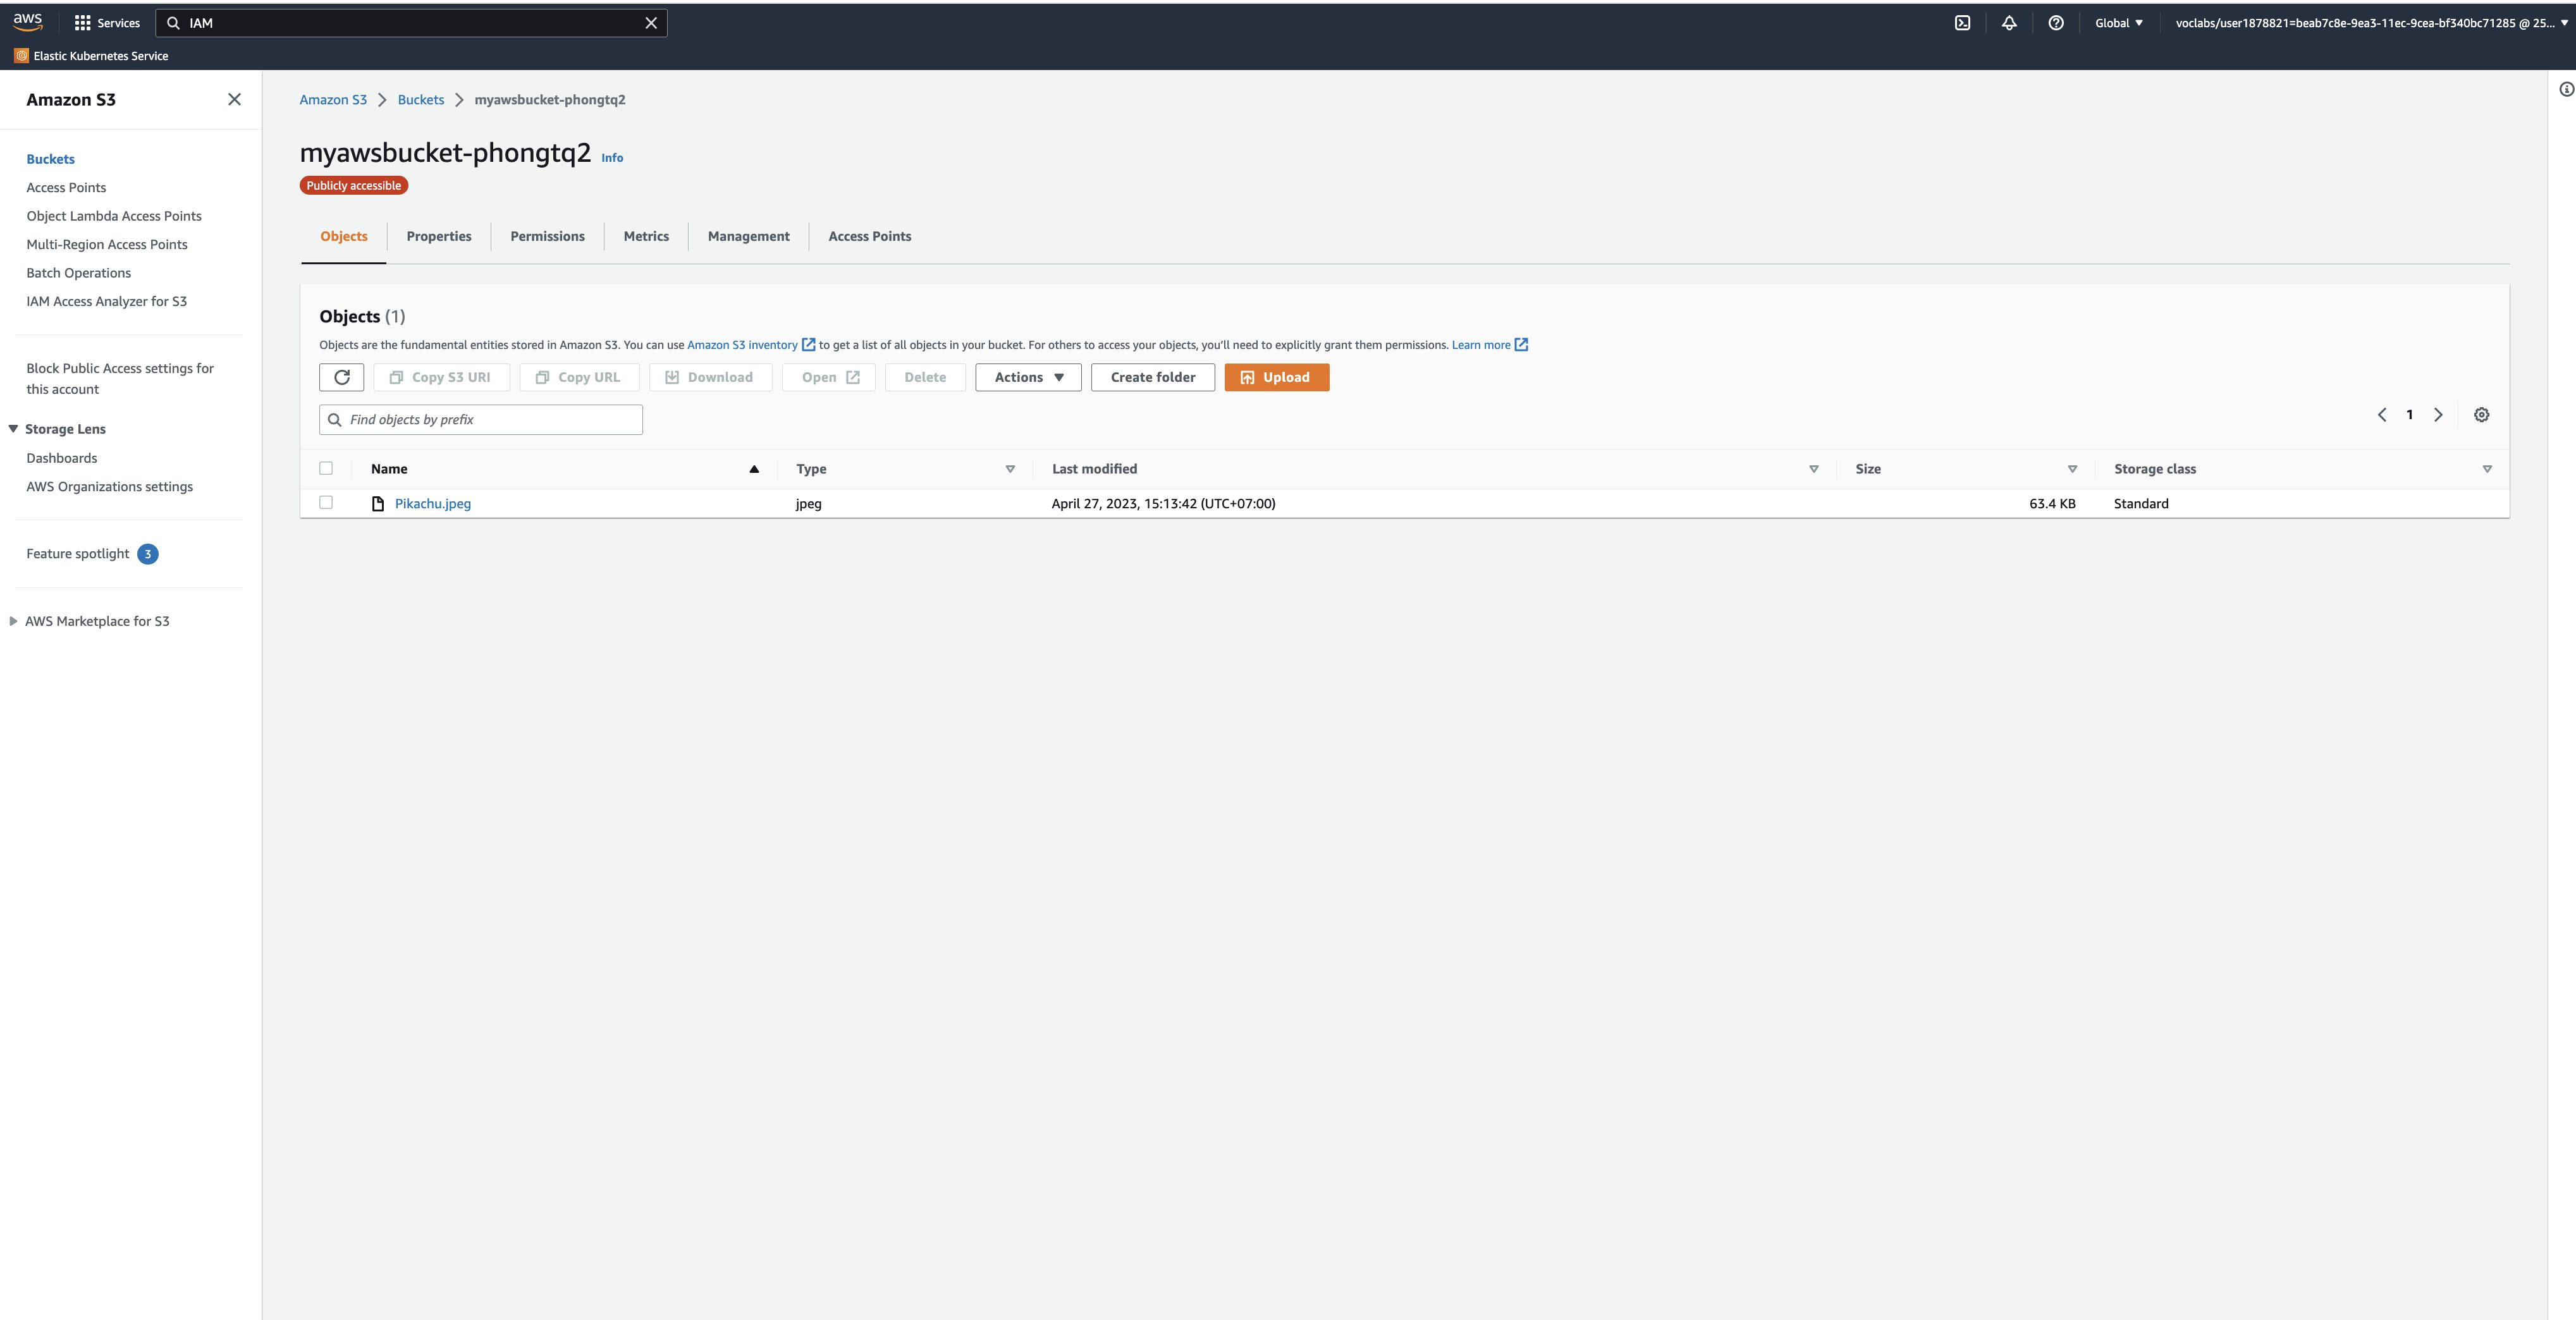 aws
Services
IAM
Global
voclabs/user1878821=beab7c8e-9ea3-11ec-9cea-bf340bc71285 @ 25...
Elastic Kubernetes Service
Amazon S3
Buckets
Access Points
Object Lambda Access Points
Multi-Region Access Points
Batch Operations
IAM Access Analyzer for S3
Block Public Access settings for
this account
Storage Lens
Dashboards
AWS Organizations settings
Feature spotlight 3
AWS Marketplace for S3
Amazon S3 > Buckets > myawsbucket-phongtq2
myawsbucket-phongtq2 Info
Publicly accessible
Objects Properties Permissions Metrics Management Access Points
Objects (1)
Objects are the fundamental entities stored in Amazon S3. You can use Amazon S3 inventory to get a list of all objects in your bucket. For others to access your objects, you'll need to explicitly grant them permissions. Learn more
Copy S3 URI Copy URL Download Open Delete Actions Create folder Upload
Find objects by prefix
1
Name Type Last modified Size Storage class
Pikachu.jpeg jpeg April 27, 2023, 15:13:42 (UTC+07:00) 63.4 KB Standard